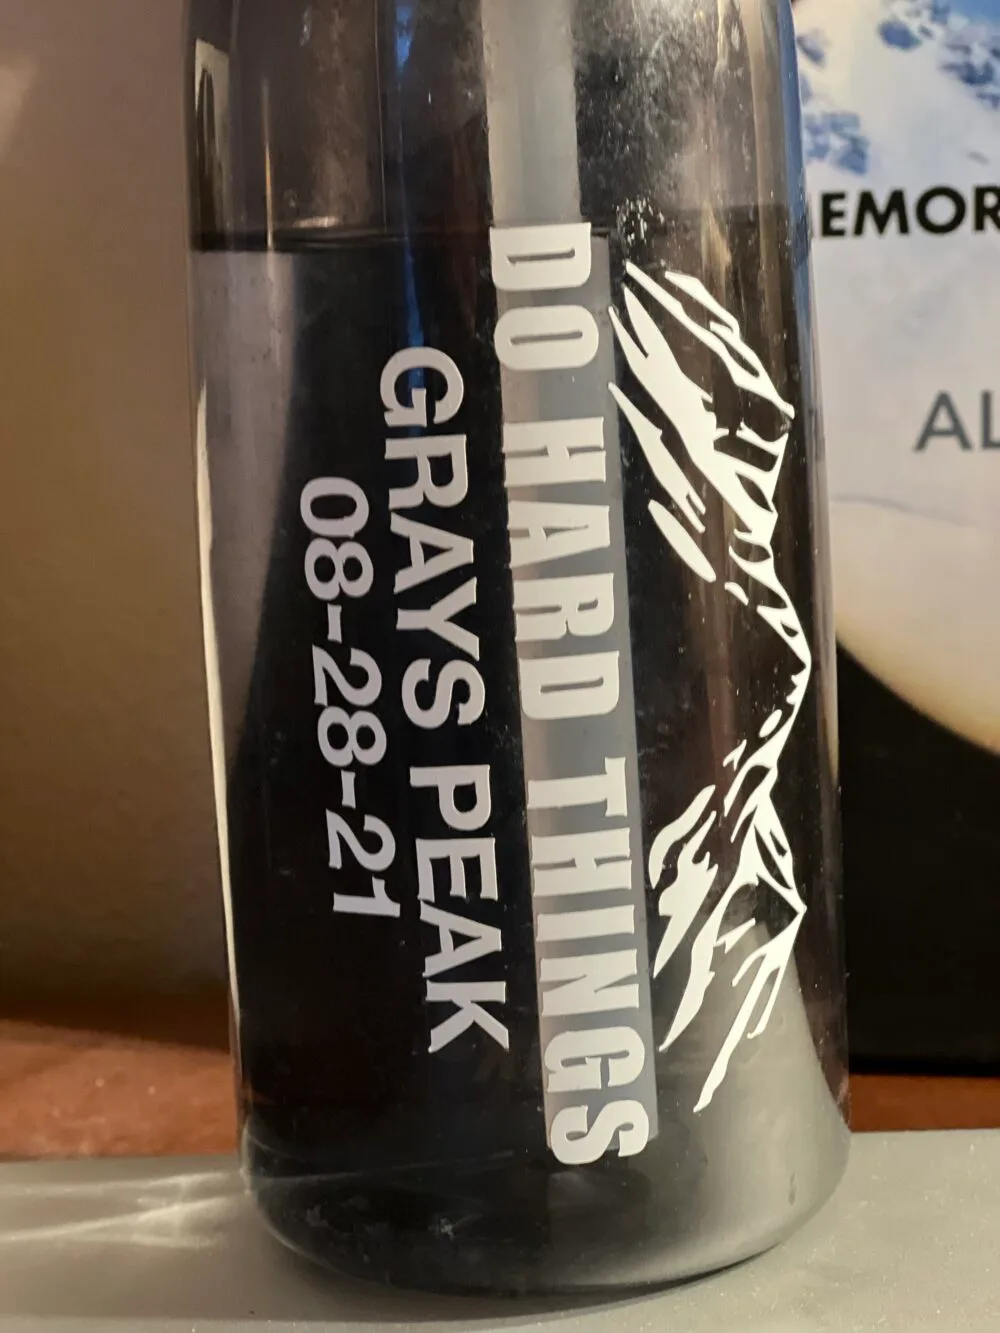 DO HARD THINGS
GRAYS PEAK
08-28-21
EMOR
AL